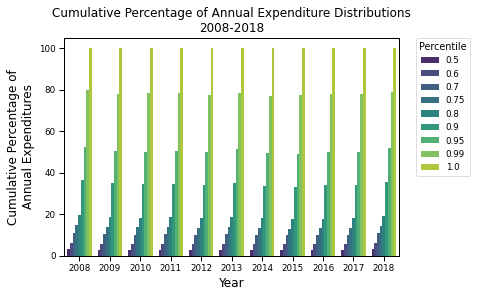 Cumulative Percentage of Annual Expenditure Distributions
2008-2018
Cumulative Percentage of
Annual Expenditures
100
80
60
40
20
0
2008 2009 2010 2011 2012 2013 2014 2015 2016 2017 2018
Year
Percentile
0.5
0.6
0.7
0.75
0.8
0.9
0.95
0.99
1.0